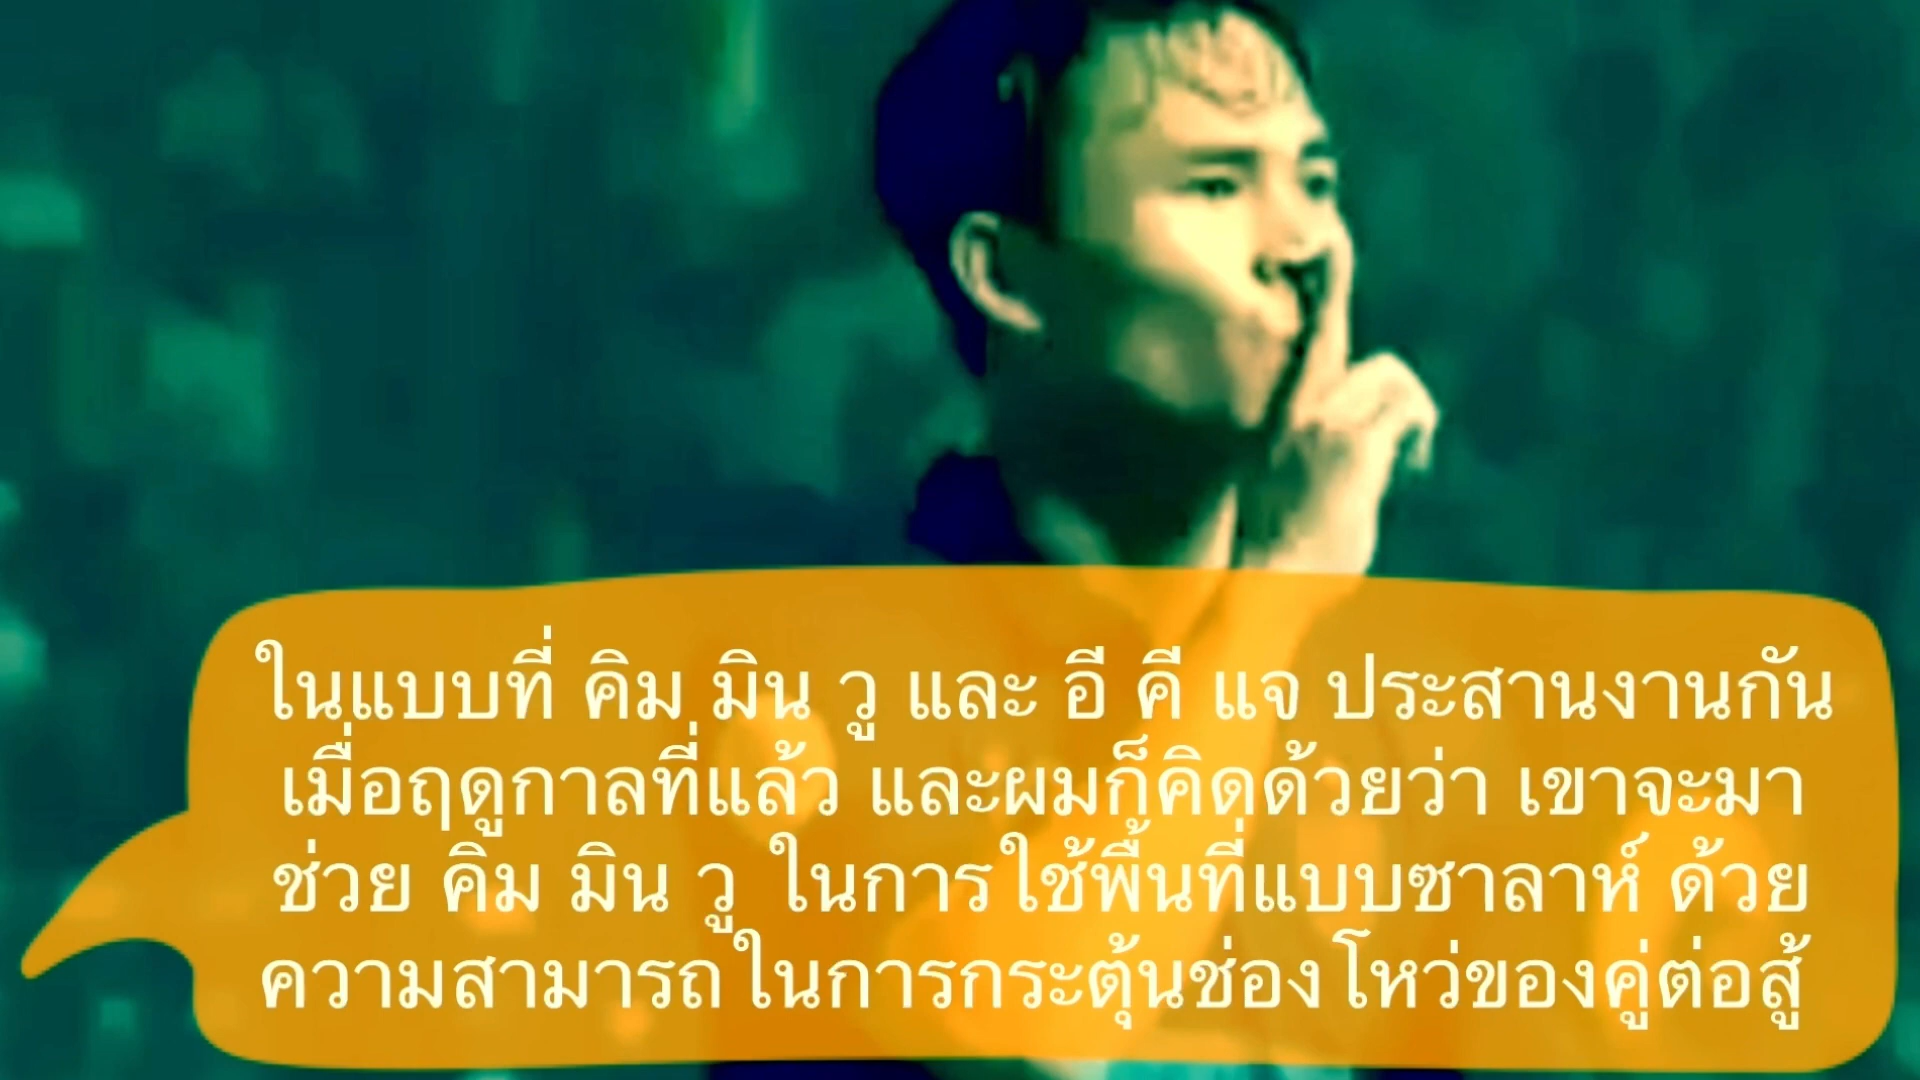 ในแบบที่ คิม มิน วู และ อี คี แจ ประสานงานกัน
เมื่อฤดูกาลที่แล้ว และผมก็คิดด้วยว่า เขาจะมา
ช่วย คิม มิน วู ในการใช้พื้นที่แบบซาลาห์ ด้วย
ความสามารถในการกระตุ้นช่องโหว่ของคู่ต่อสู้